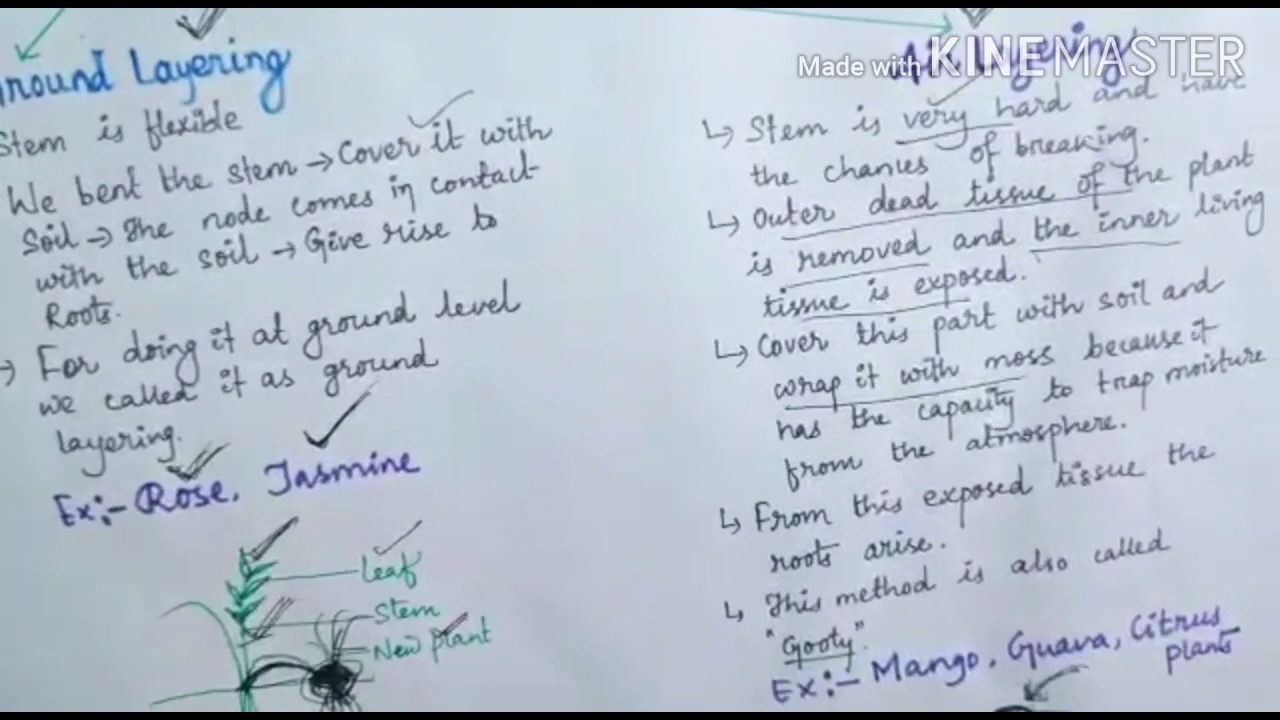 Ground Layering
Stem is flexible
We bent the stem → Cover it with
Soil → The node comes in contact
with the soil → Give rise to
Roots.
→ For doing it at ground level
we called it as ground
layering.
Ex:- Rose, Jasmine
Leaf
Stem
New plant
Made with KINEMASTER
Layering
↳ Stem is very hard and have
the chances of breaking.
↳ Outer dead tissue of the plant
is removed and the inner living
tissue is exposed.
↳ Cover this part with soil and
wrap it with moss because it
has the capacity to trap moisture
from the atmosphere.
↳ From this exposed tissue the
roots arise.
↳ This method is also called
"Gooty".
Ex:- Mango, Guava, Citrus
plants